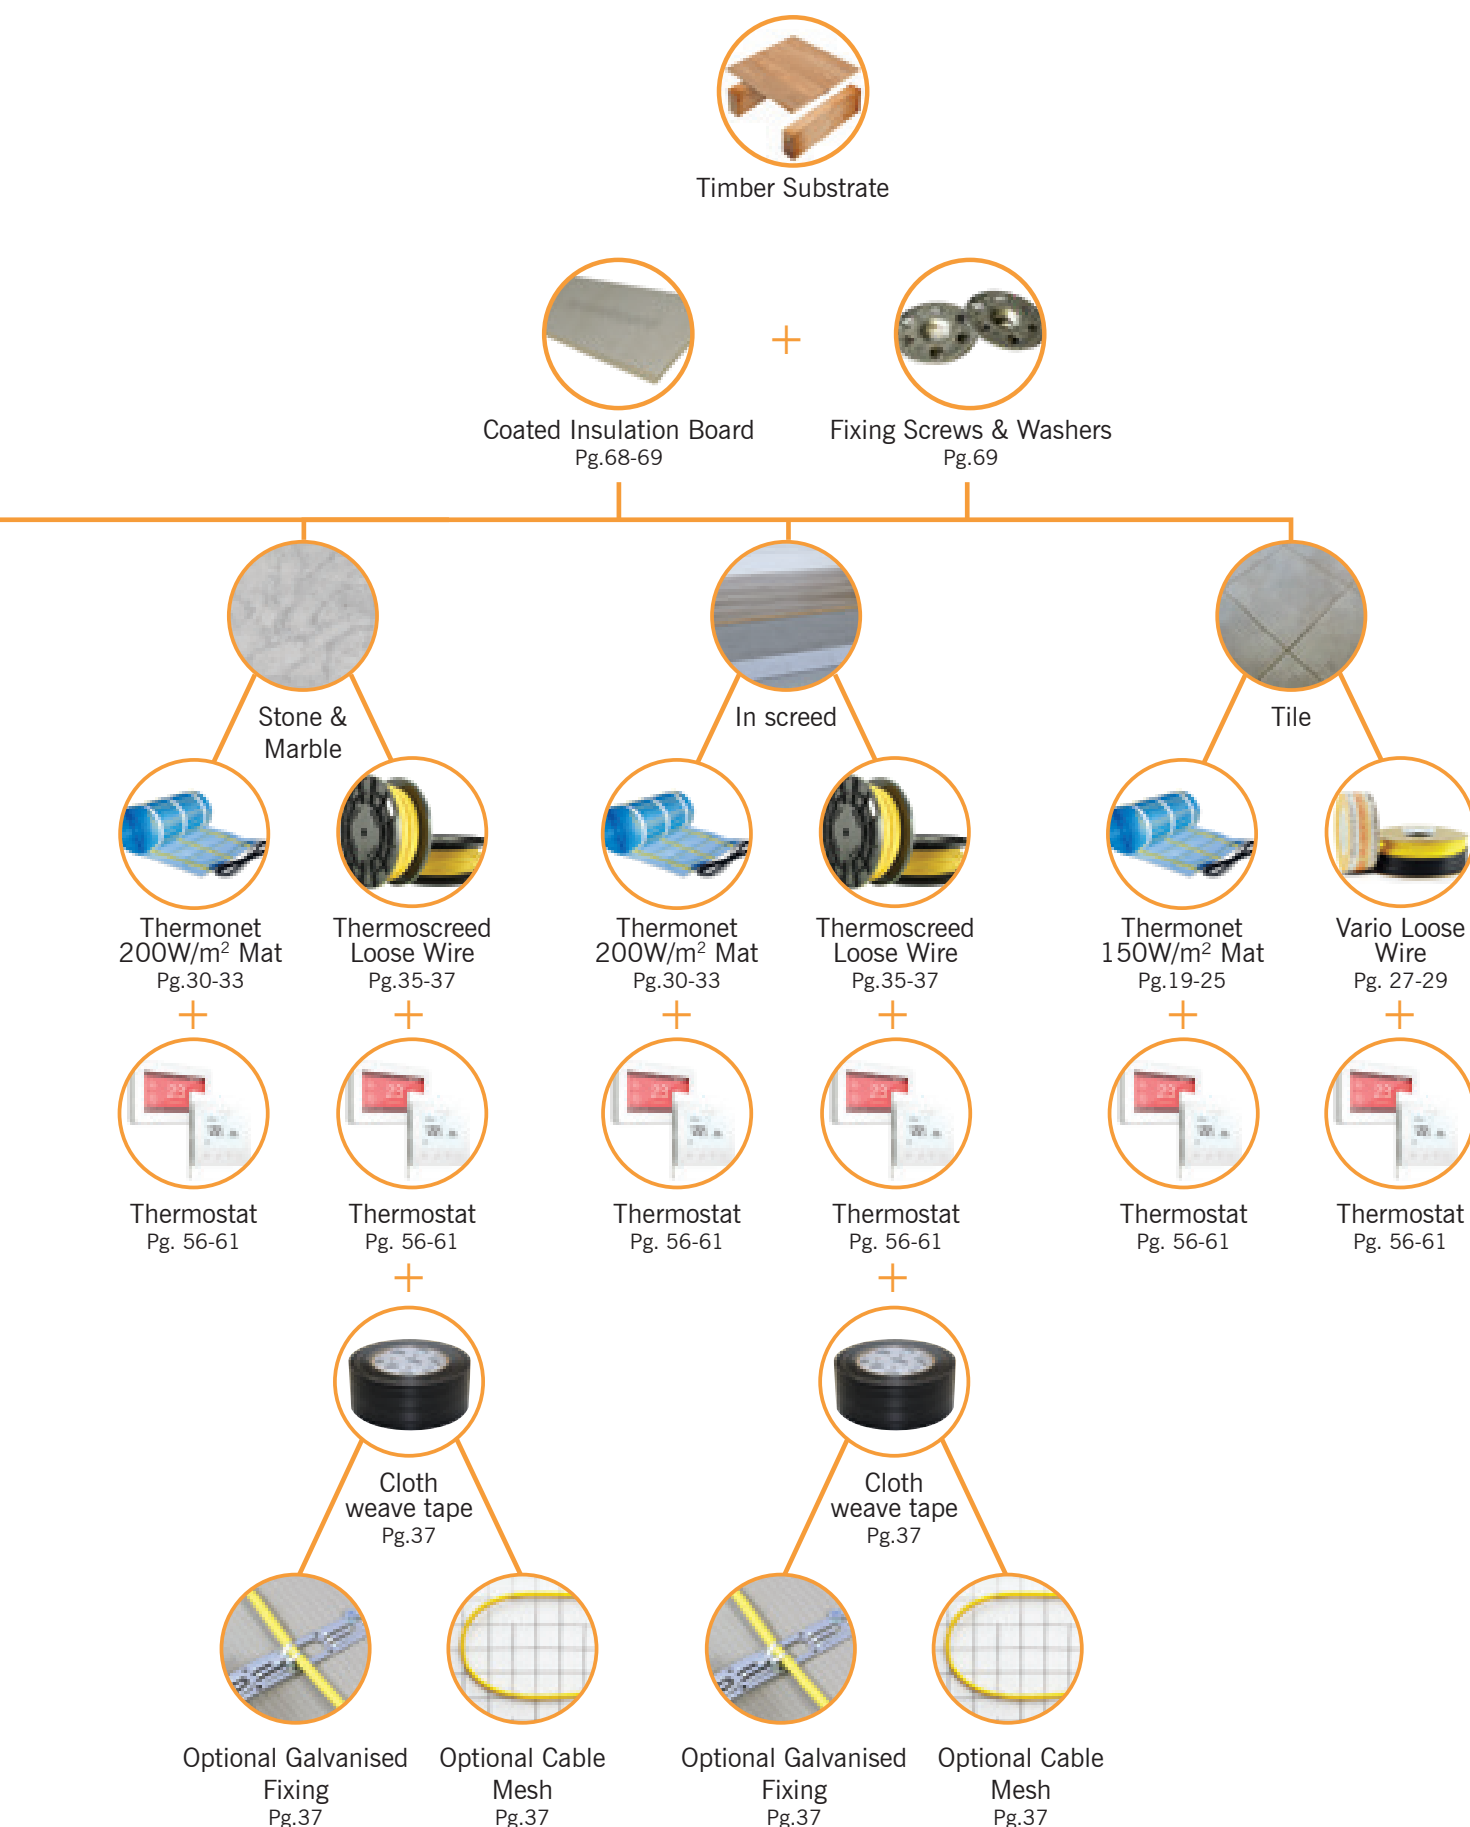 Timber Substrate
Coated Insulation Board
Pg.68-69
Fixing Screws & Washers
Pg.69
Stone &
Marble
In screed
Tile
Thermonet
200W/m² Mat
Pg.30-33
Thermoscreed
Loose Wire
Pg.35-37
Thermonet
200W/m² Mat
Pg.30-33
Thermoscreed
Loose Wire
Pg.35-37
Thermonet
150W/m² Mat
Pg.19-25
Vario Loose
Wire
Pg. 27-29
Thermostat
Pg. 56-61
Thermostat
Pg. 56-61
Thermostat
Pg. 56-61
Thermostat
Pg. 56-61
Thermostat
Pg. 56-61
Thermostat
Pg. 56-61
Cloth
weave tape
Pg.37
Cloth
weave tape
Pg.37
Optional Galvanised
Fixing
Pg.37
Optional Cable
Mesh
Pg.37
Optional Galvanised
Fixing
Pg.37
Optional Cable
Mesh
Pg.37